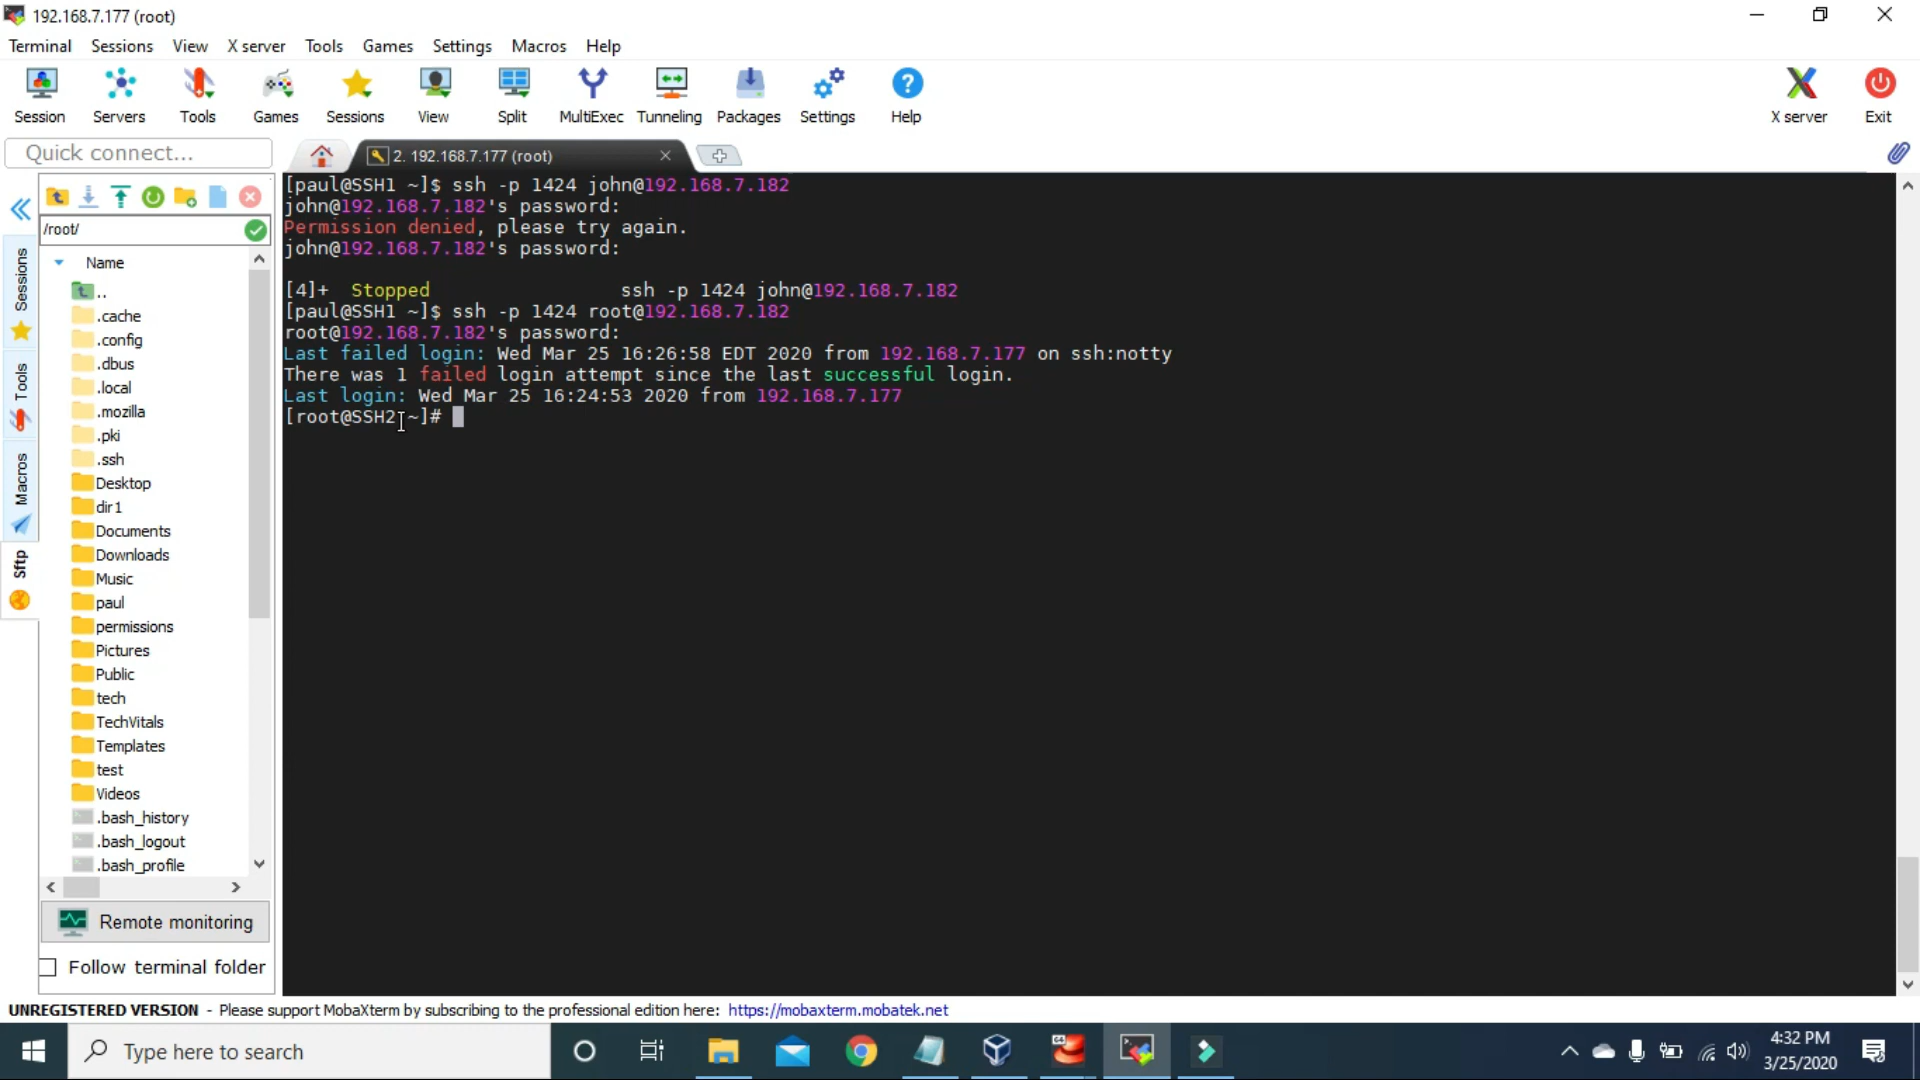 192.168.7.177 (root)
Terminal Sessions View X server Tools Games Settings Macros Help
Session Servers Tools Games Sessions View Split MultiExec Tunneling Packages Settings Help X server Exit
Quick connect...
2. 192.168.7.177 (root)
/root/
Name
..
.cache
.config
.dbus
.local
.mozilla
.pki
.ssh
Desktop
dir1
Documents
Downloads
Music
paul
permissions
Pictures
Public
tech
TechVitals
Templates
test
Videos
.bash_history
.bash_logout
.bash_profile
Sessions
Tools
Macros
Sftp
Remote monitoring
Follow terminal folder
[paul@SSH1 ~]$ ssh -p 1424 john@192.168.7.182
john@192.168.7.182's password:
Permission denied, please try again.
john@192.168.7.182's password:
[4]+  Stopped                 ssh -p 1424 john@192.168.7.182
[paul@SSH1 ~]$ ssh -p 1424 root@192.168.7.182
root@192.168.7.182's password:
Last failed login: Wed Mar 25 16:26:58 EDT 2020 from 192.168.7.177 on ssh:notty
There was 1 failed login attempt since the last successful login.
Last login: Wed Mar 25 16:24:53 2020 from 192.168.7.177
[root@SSH2 ~]#
UNREGISTERED VERSION - Please support MobaXterm by subscribing to the professional edition here: https://mobaxterm.mobatek.net
Type here to search
4:32 PM
3/25/2020